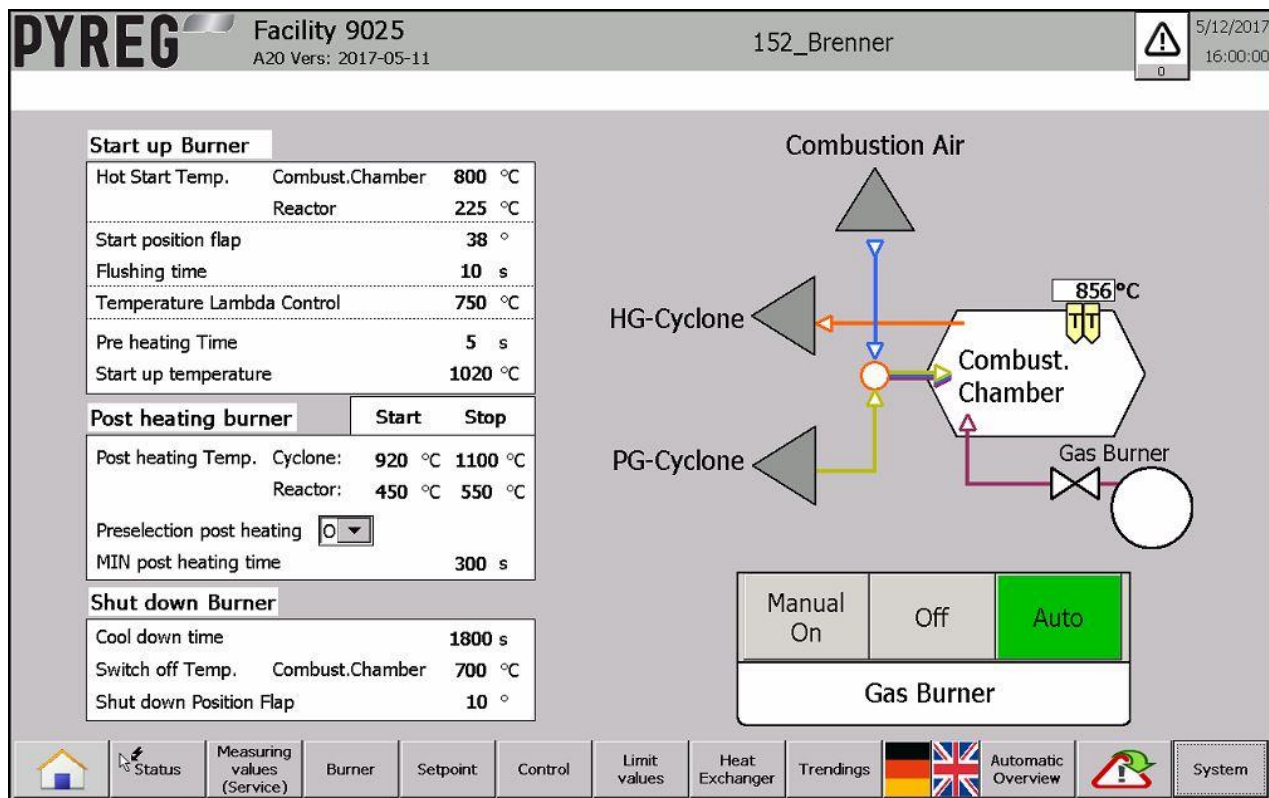 PYREG
Facility 9025
A20 Vers: 2017-05-11
152_Brenner
0
5/12/2017
16:00:00
Start up Burner
Hot Start Temp. Combust.Chamber 800 °C
Reactor 225 °C
Start position flap 38 °
Flushing time 10 s
Temperature Lambda Control 750 °C
Pre heating Time 5 s
Start up temperature 1020 °C
Post heating burner Start Stop
Post heating Temp. Cyclone: 920 °C 1100 °C
Reactor: 450 °C 550 °C
Preselection post heating O
MIN post heating time 300 s
Shut down Burner
Cool down time 1800 s
Switch off Temp. Combust.Chamber 700 °C
Shut down Position Flap 10 °
Combustion Air
856 °C
T T
HG-Cyclone
Combust.
Chamber
PG-Cyclone
Gas Burner
Manual
On
Off
Auto
Gas Burner
Status
Measuring
values
(Service)
Burner
Setpoint
Control
Limit
values
Heat
Exchanger
Trendings
Automatic
Overview
System